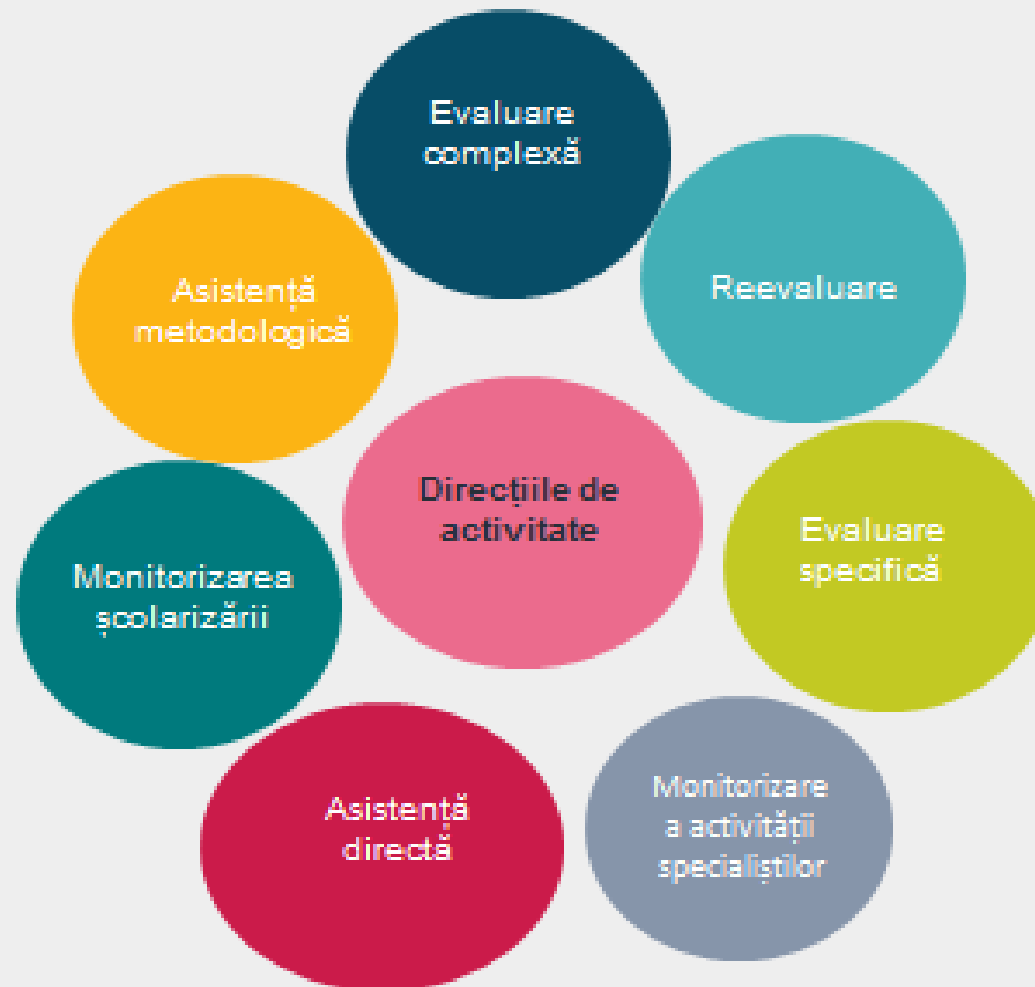 Evaluare
complexă
Reevaluare
Asistență
metodologică
Direcțiile de
activitate
Evaluare
specifică
Monitorizarea
școlarizării
Monitorizare
a activității
specialiștilor
Asistență
directă